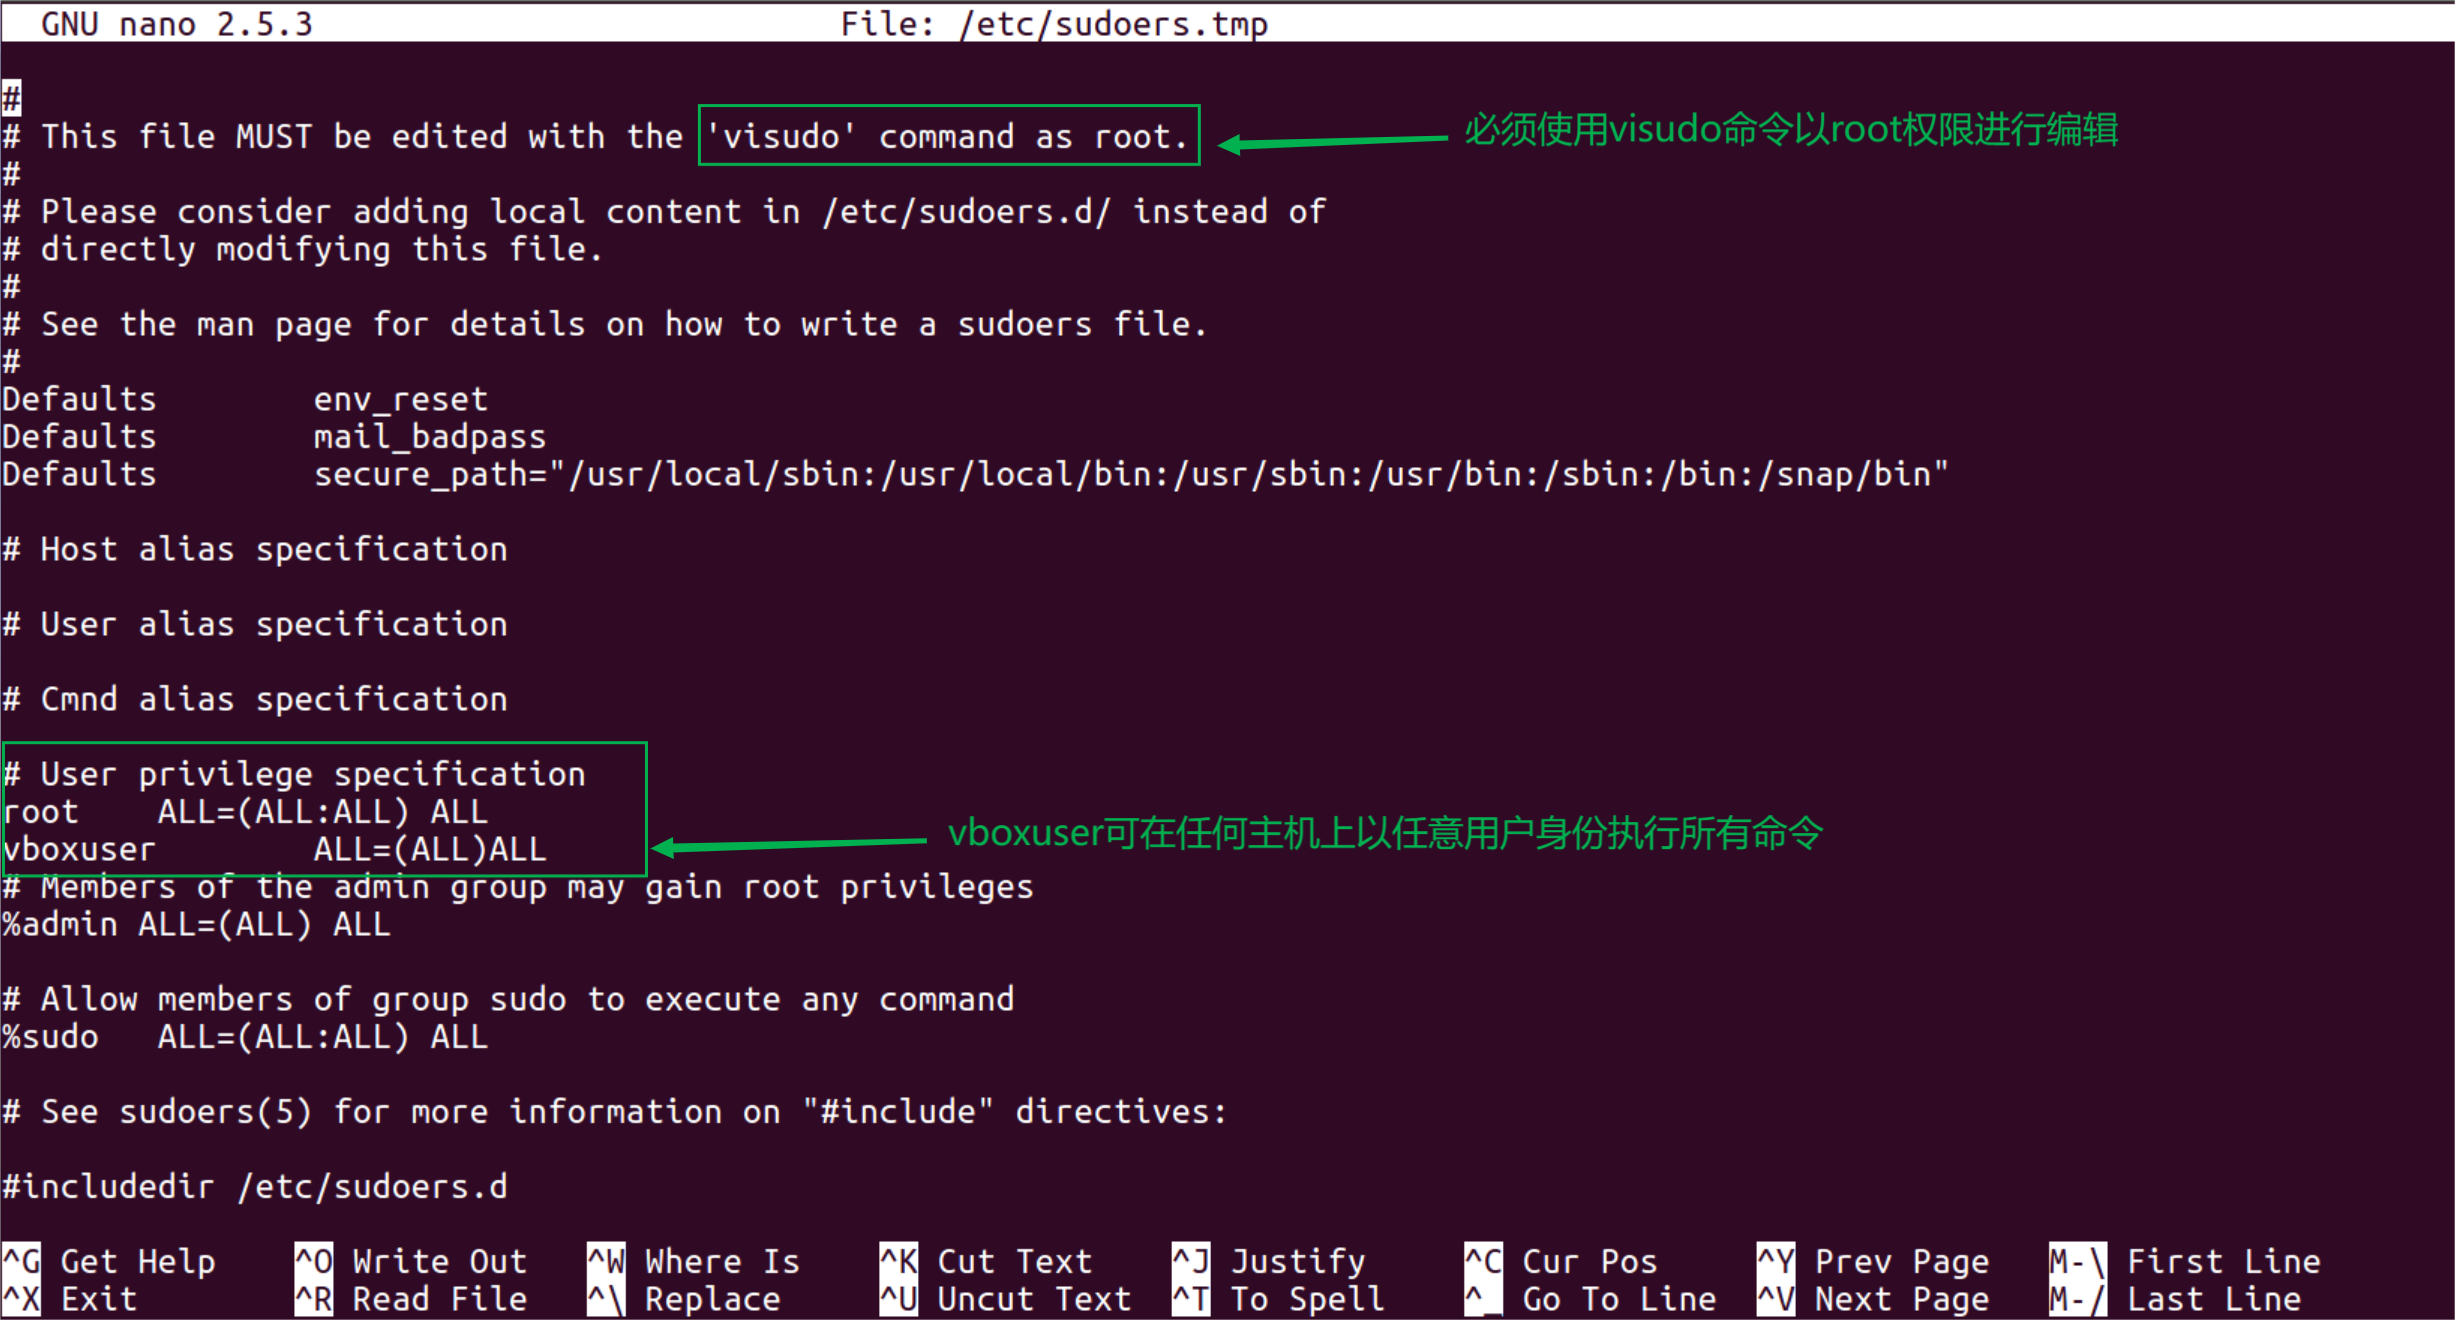 GNU nano 2.5.3 File: /etc/sudoers.tmp
#
# This file MUST be edited with the 'visudo' command as root. 必须使用visudo命令以root权限进行编辑
#
# Please consider adding local content in /etc/sudoers.d/ instead of
# directly modifying this file.
#
# See the man page for details on how to write a sudoers file.
#
Defaults        env_reset
Defaults        mail_badpass
Defaults        secure_path="/usr/local/sbin:/usr/local/bin:/usr/sbin:/usr/bin:/sbin:/bin:/snap/bin"
# Host alias specification
# User alias specification
# Cmnd alias specification
# User privilege specification
root    ALL=(ALL:ALL) ALL
vboxuser        ALL=(ALL)ALL vboxuser可在任何主机上以任意用户身份执行所有命令
# Members of the admin group may gain root privileges
%admin ALL=(ALL) ALL
# Allow members of group sudo to execute any command
%sudo   ALL=(ALL:ALL) ALL
# See sudoers(5) for more information on "#include" directives:
#includedir /etc/sudoers.d
^G Get Help ^O Write Out ^W Where Is ^K Cut Text ^J Justify ^C Cur Pos ^Y Prev Page M-\ First Line
^X Exit ^R Read File ^\ Replace ^U Uncut Text ^T To Spell ^_ Go To Line ^V Next Page M-/ Last Line